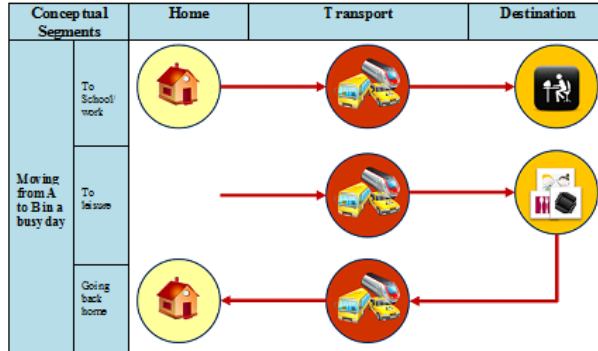 Conceptual
Segments
Home
Transport
Destination
Moving
from A
to B in a
busy day
To
School/
work
To
leisure
Going
back
home